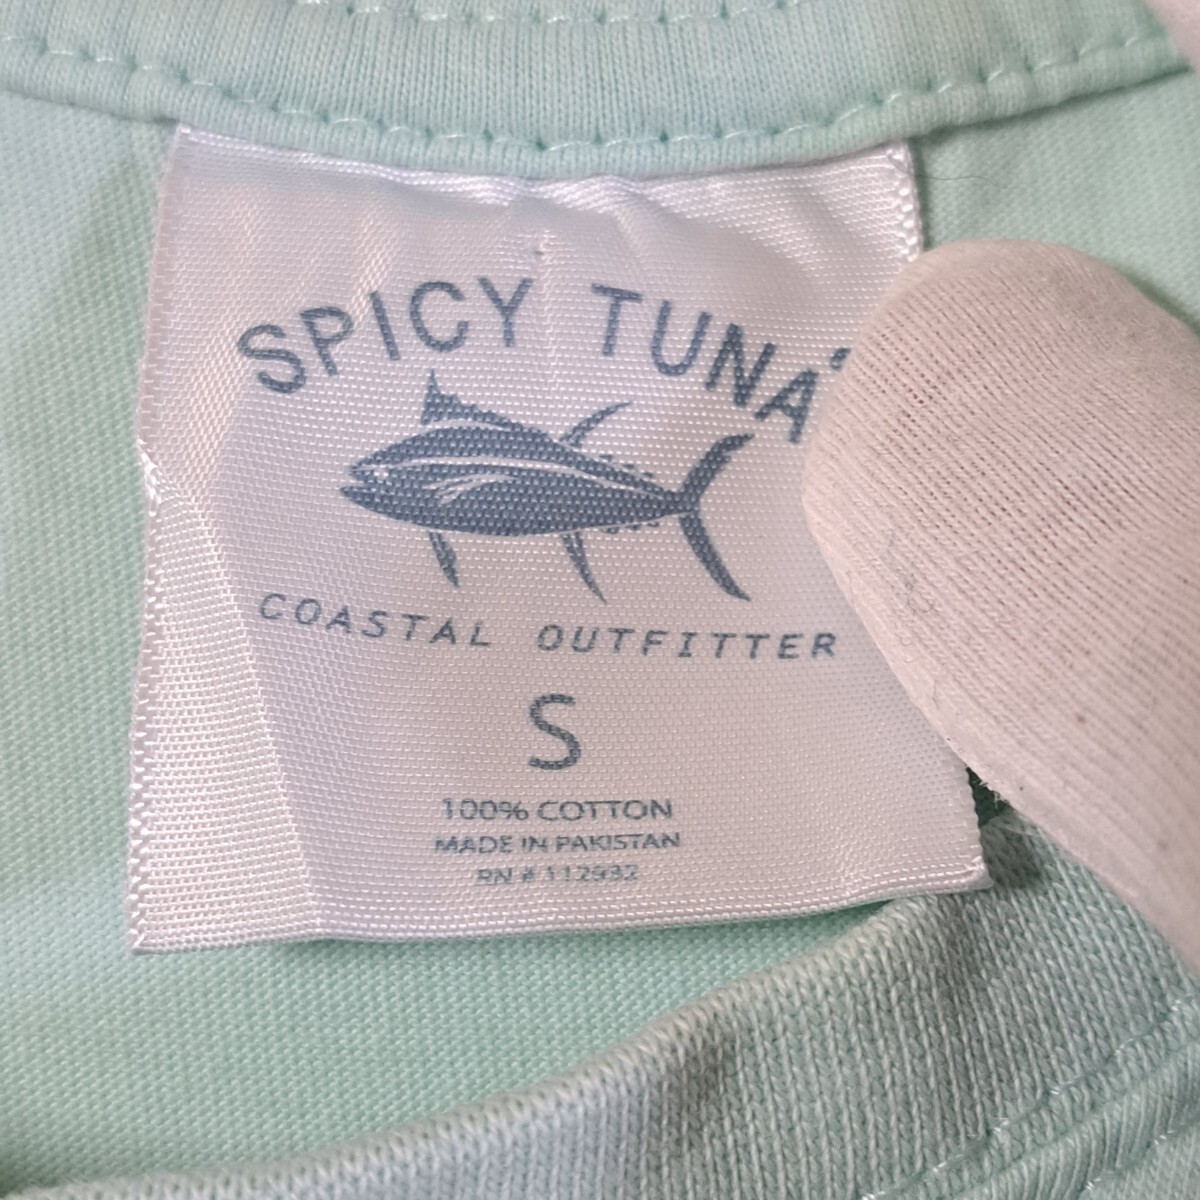 SPICY TUNA
COASTAL OUTFITTER
S
100% COTTON
MADE IN PAKISTAN
RN # 112932